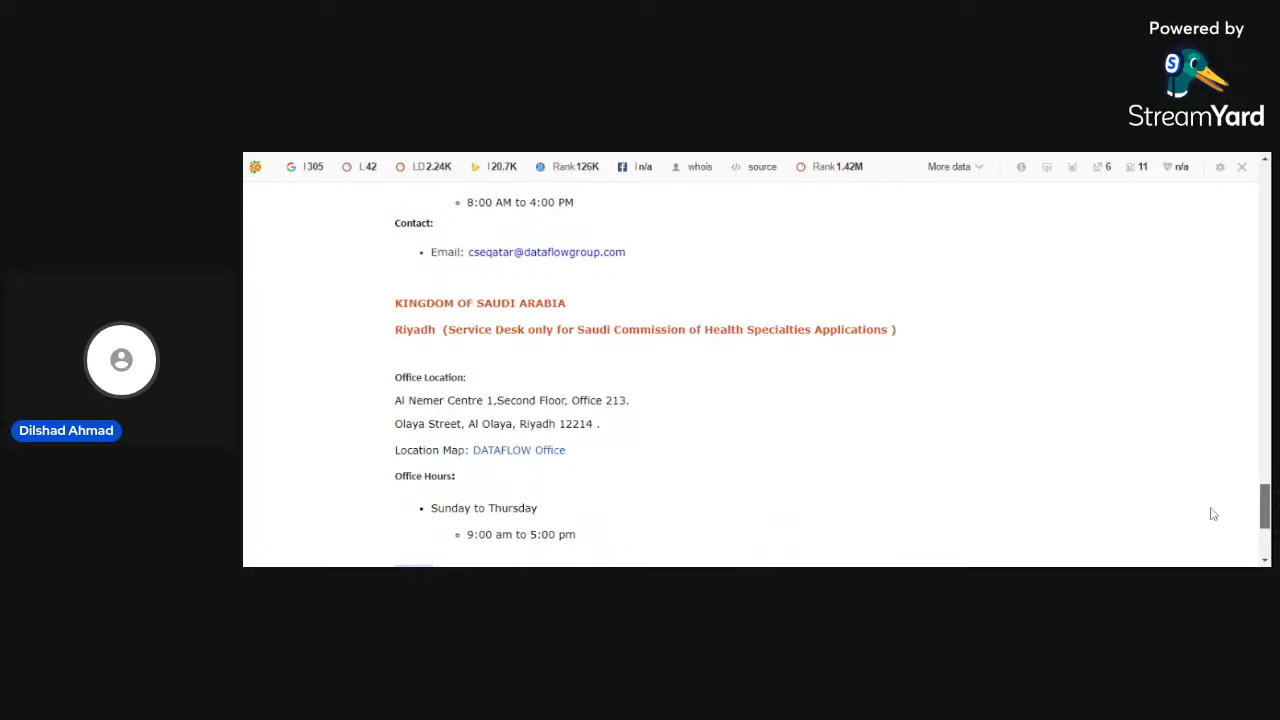 Powered by
StreamYard
I305 L42 LD2.24K I20.7K Rank126K In/a whois source Rank1.42M More data 6 11 n/a
8:00 AM to 4:00 PM
Contact:
Email: cseqatar@dataflowgroup.com
KINGDOM OF SAUDI ARABIA
Riyadh (Service Desk only for Saudi Commission of Health Specialties Applications )
Office Location:
Al Nemer Centre 1,Second Floor, Office 213.
Olaya Street, Al Olaya, Riyadh 12214 .
Location Map: DATAFLOW Office
Office Hours:
Sunday to Thursday
9:00 am to 5:00 pm
Dilshad Ahmad